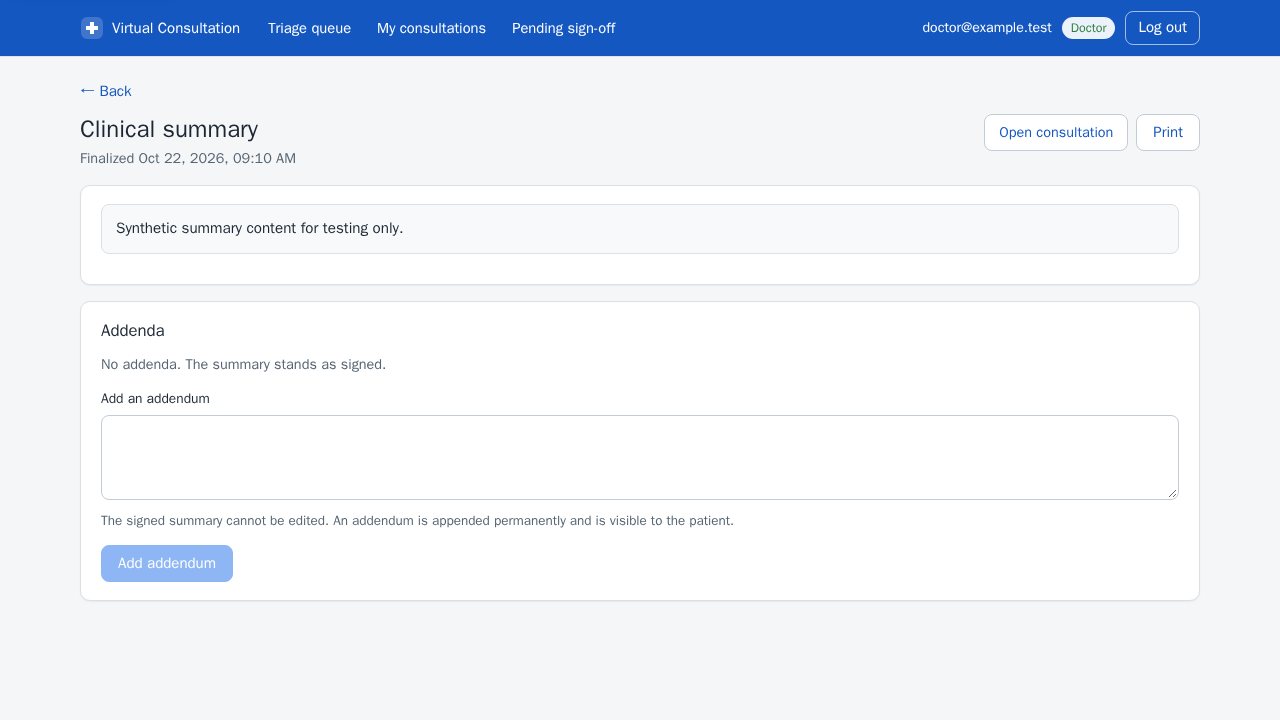 Virtual Consultation Triage queue My consultations Pending sign-off doctor@example.test Doctor Log out
← Back
Clinical summary
Open consultation Print
Finalized Oct 22, 2026, 09:10 AM
Synthetic summary content for testing only.
Addenda
No addenda. The summary stands as signed.
Add an addendum
The signed summary cannot be edited. An addendum is appended permanently and is visible to the patient.
Add addendum